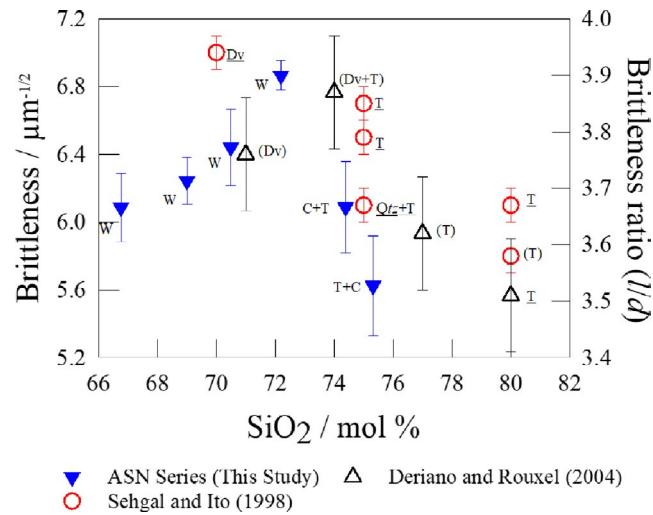 7.2
6.8
6.4
6.0
5.6
5.2
Brittleness / µm-1/2
4.0
3.9
3.8
3.7
3.6
3.5
3.4
Brittleness ratio (l/d)
Dv
W
(Dv+T)
T
W
(Dv)
T
W
W
C+T
Qtz+T
T
(T)
(T)
T+C
T
66 68 70 72 74 76 78 80 82
SiO2 / mol %
ASN Series (This Study) Deriano and Rouxel (2004)
Sehgal and Ito (1998)